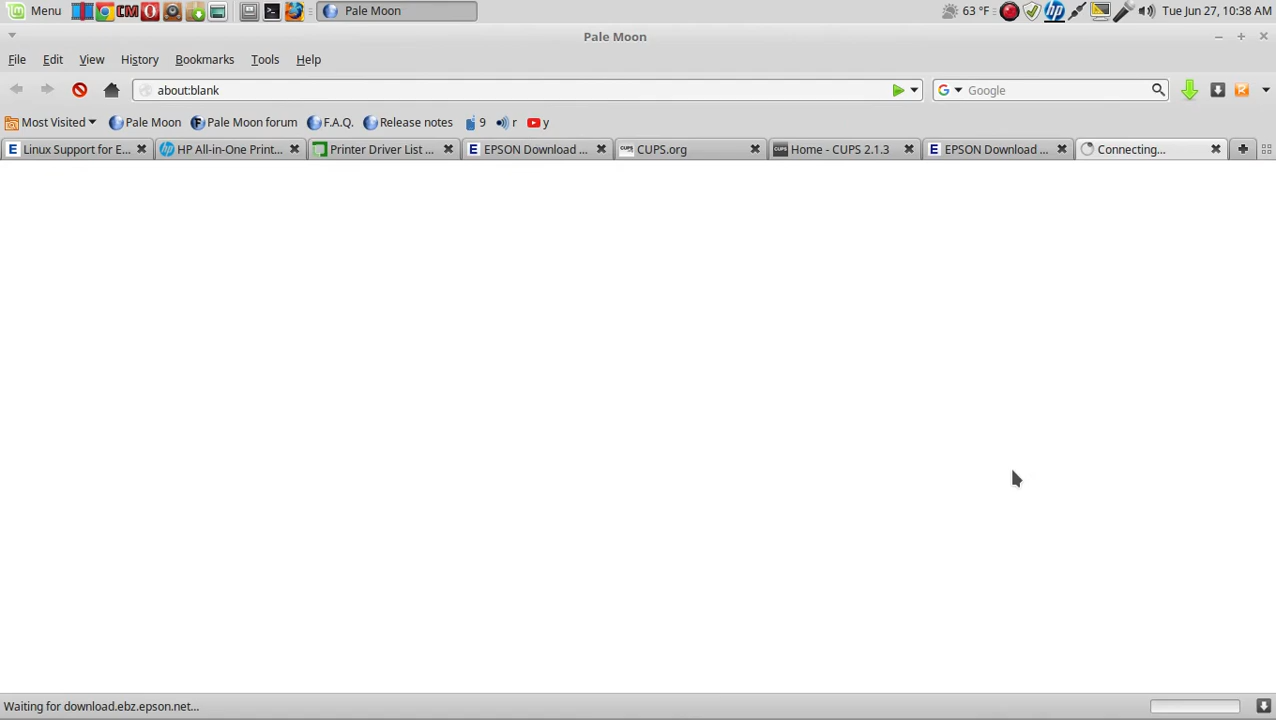 Menu CM Pale Moon 63 °F hp Tue Jun 27, 10:38 AM
Pale Moon
File Edit View History Bookmarks Tools Help
about:blank Google
Most Visited Pale Moon Pale Moon forum F.A.Q. Release notes 9 r y
Linux Support for E... HP All-in-One Print... Printer Driver List ... EPSON Download ... CUPS.org Home - CUPS 2.1.3 EPSON Download ... Connecting...
Waiting for download.ebz.epson.net...